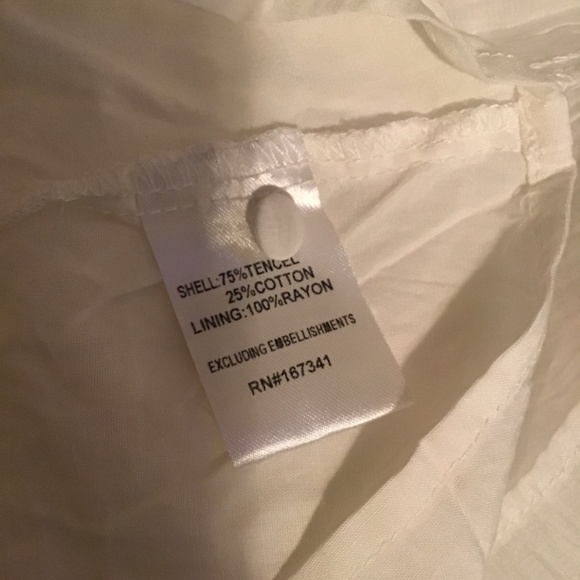 SHELL:75%TENCEL
25%COTTON
LINING:100%RAYON
EXCLUDING EMBELLISHMENTS
RN#167341